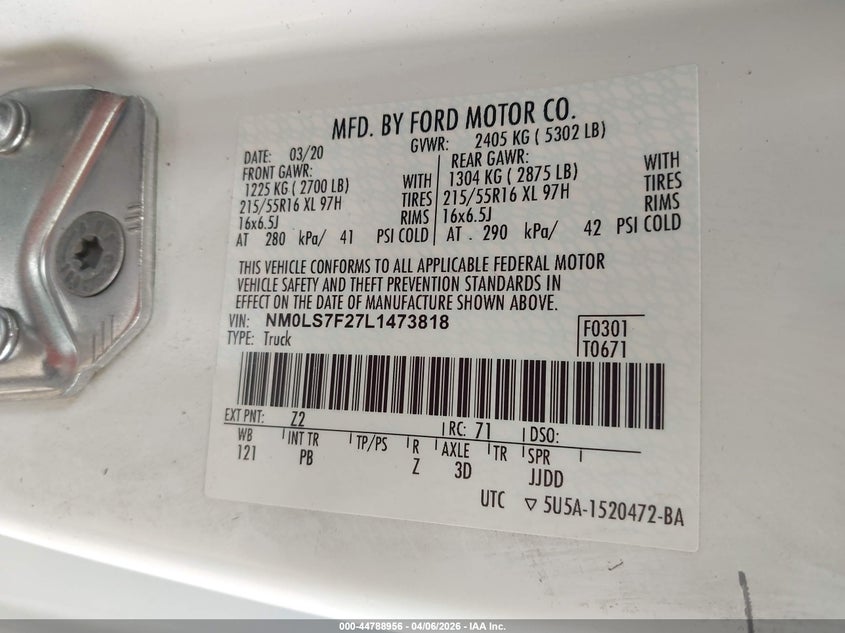 MFD. BY FORD MOTOR CO.
DATE: 03/20 GVWR: 2405 KG ( 5302 LB)
FRONT GAWR: REAR GAWR:
1225 KG ( 2700 LB) WITH 1304 KG ( 2875 LB) WITH
215/55R16 XL 97H TIRES 215/55R16 XL 97H TIRES
16x6.5J RIMS 16x6.5J RIMS
AT 280 kPa/ 41 PSI COLD AT . 290 kPa/ 42 PSI COLD
THIS VEHICLE CONFORMS TO ALL APPLICABLE FEDERAL MOTOR
VEHICLE SAFETY AND THEFT PREVENTION STANDARDS IN
EFFECT ON THE DATE OF MANUFACTURE SHOWN ABOVE.
VIN: NM0LS7F27L1473818 F0301
TYPE: Truck T0671
EXT PNT: Z2 RC: 71 DSO:
WB INT TR TP/PS R AXLE TR SPR
121 PB Z 3D JJDD
UTC ▽ 5U5A-1520472-BA
000-44788956 - 04/06/2026 - IAA Inc.